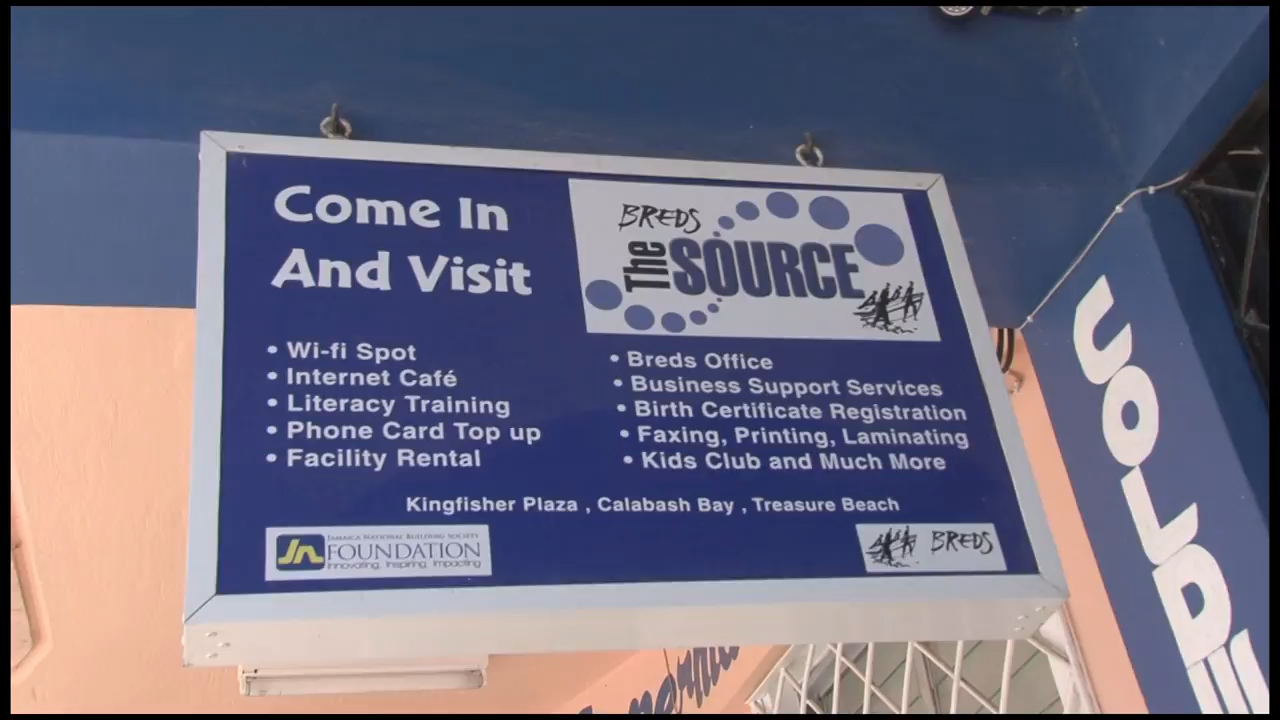 Come In
And Visit
BREDS
The SOURCE
• Wi-fi Spot
• Internet Café
• Literacy Training
• Phone Card Top up
• Facility Rental
• Breds Office
• Business Support Services
• Birth Certificate Registration
• Faxing, Printing, Laminating
• Kids Club and Much More
Kingfisher Plaza , Calabash Bay , Treasure Beach
JN
JAMAICA NATIONAL BUILDING SOCIETY
FOUNDATION
Innovating, Inspiring, Impacting
BREDS